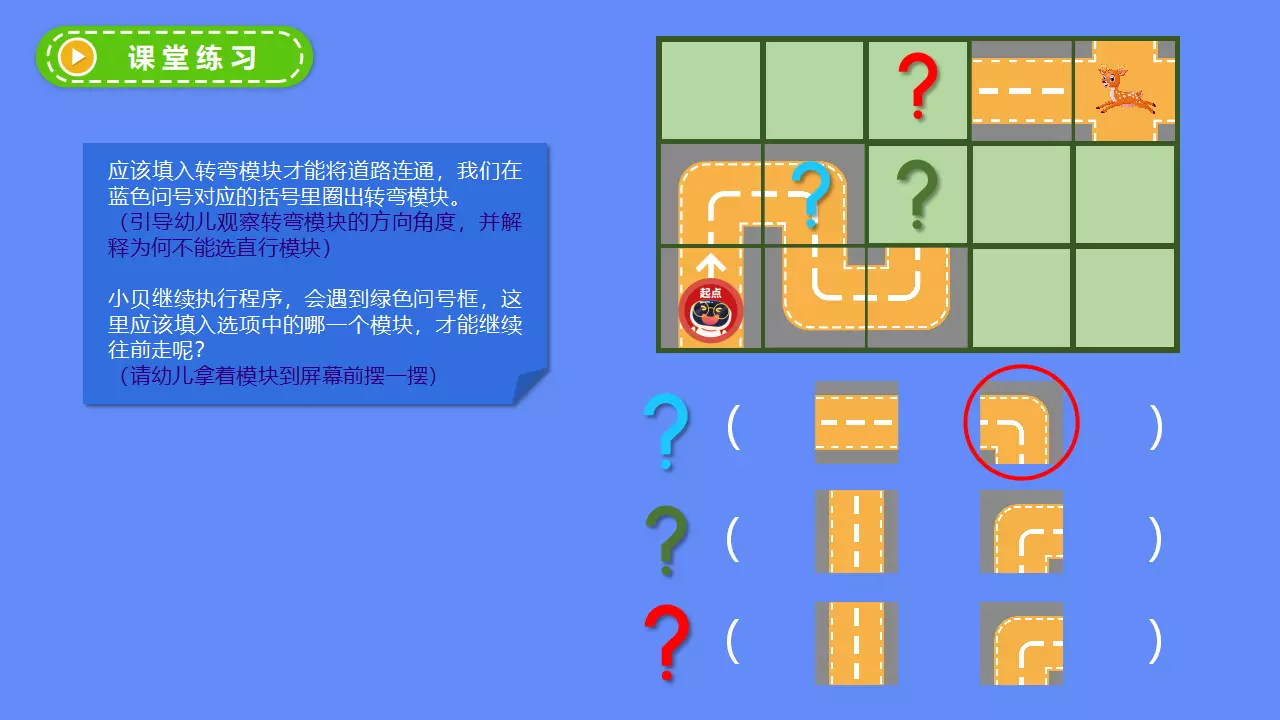 课堂练习
应该填入转弯模块才能将道路连通，我们在
蓝色问号对应的括号里圈出转弯模块。
（引导幼儿观察转弯模块的方向角度，并解
释为何不能选直行模块）
小贝继续执行程序，会遇到绿色问号框，这
里应该填入选项中的哪一个模块，才能继续
往前走呢？
（请幼儿拿着模块到屏幕前摆一摆）
?
? ?
起点
? ( )
? ( )
? ( )